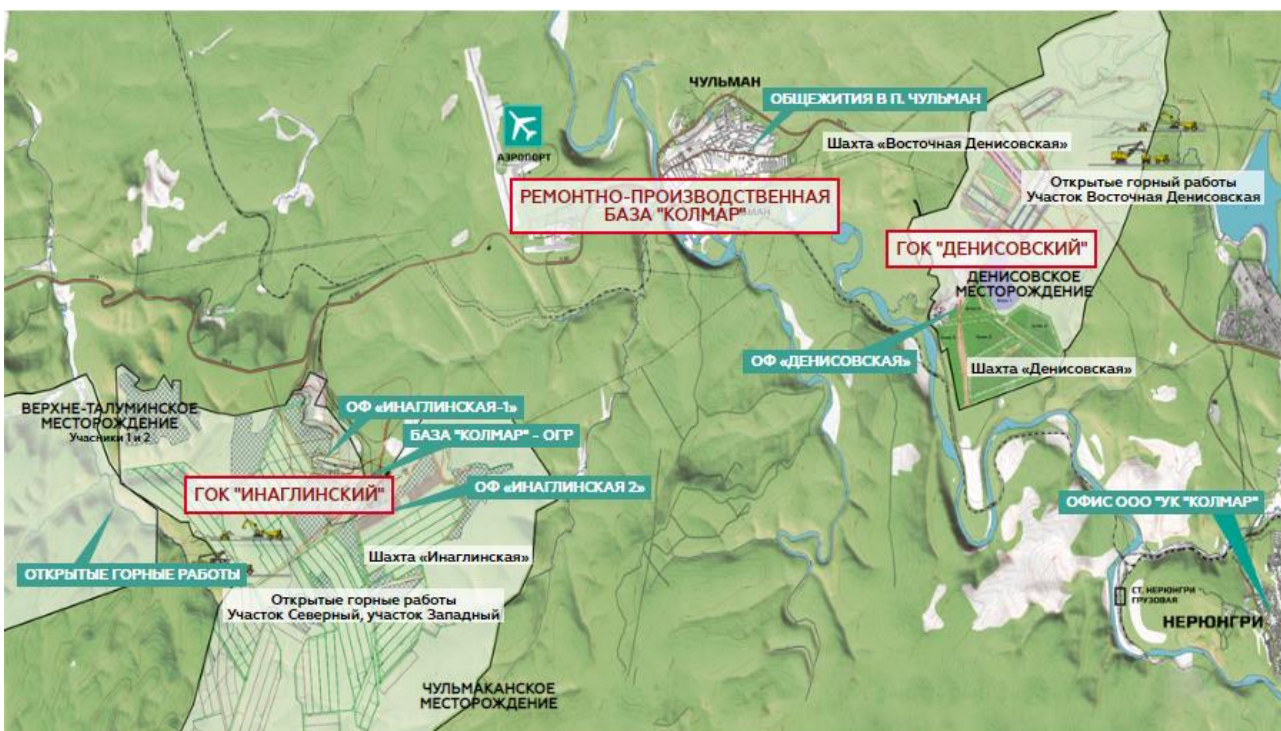 ЧУЛЬМАН
ОБЩЕЖИТИЯ В П. ЧУЛЬМАН
АЭРОПОРТ
Шахта «Восточная Денисовская»
РЕМОНТНО-ПРОИЗВОДСТВЕННАЯ
БАЗА "КОЛМАР"
Открытые горный работы
Участок Восточная Денисовская
ГОК "ДЕНИСОВСКИЙ"
ДЕНИСОВСКОЕ
МЕСТОРОЖДЕНИЕ
ОФ «ДЕНИСОВСКАЯ»
Шахта «Денисовская»
ВЕРХНЕ-ТАЛУМИНСКОЕ
МЕСТОРОЖДЕНИЕ
Учасники 1 и 2
ОФ «ИНАГЛИНСКАЯ-1»
БАЗА "КОЛМАР" - ОГР
ГОК "ИНАГЛИНСКИЙ"
ОФ «ИНАГЛИНСКАЯ 2»
ОФИС ООО "УК "КОЛМАР"
Шахта «Инаглинская»
ОТКРЫТЫЕ ГОРНЫЕ РАБОТЫ
Открытые горные работы
Участок Северный, участок Западный
СТ. НЕРЮНГРИ -
ГРУЗОВАЯ
НЕРЮНГРИ
ЧУЛЬМАКАНСКОЕ
МЕСТОРОЖДЕНИЕ